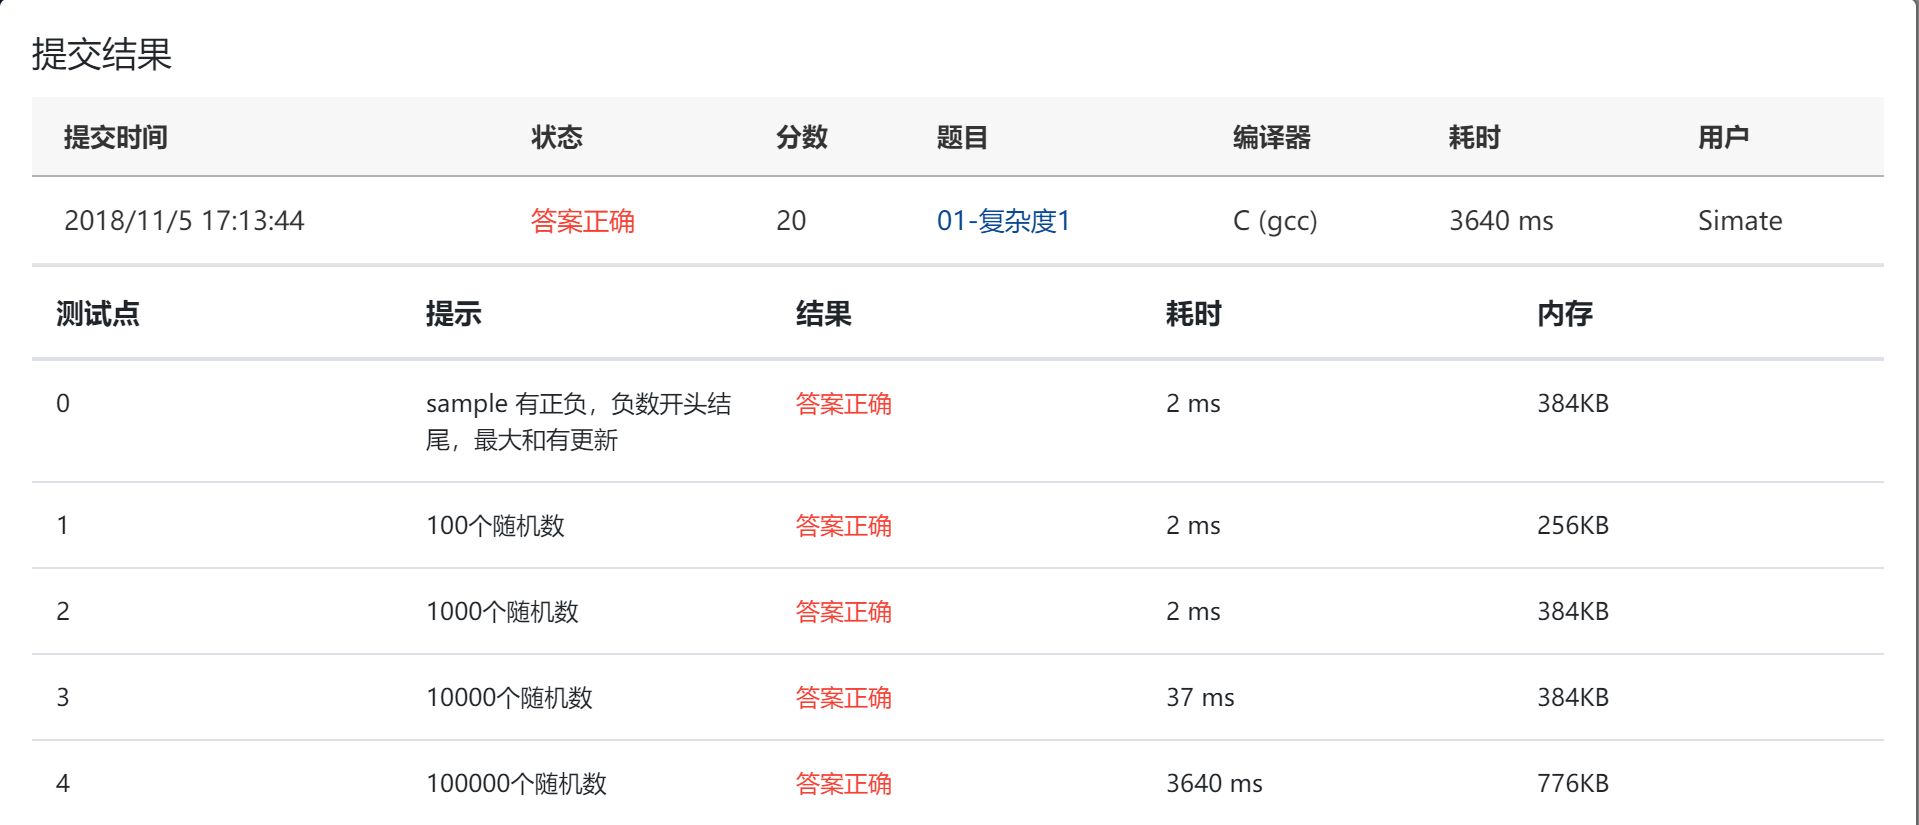 提交结果
提交时间 状态 分数 题目 编译器 耗时 用户
2018/11/5 17:13:44 答案正确 20 01-复杂度1 C (gcc) 3640 ms Simate
测试点 提示 结果 耗时 内存
0 sample 有正负，负数开头结 答案正确 2 ms 384KB
尾，最大和有更新
1 100个随机数 答案正确 2 ms 256KB
2 1000个随机数 答案正确 2 ms 384KB
3 10000个随机数 答案正确 37 ms 384KB
4 100000个随机数 答案正确 3640 ms 776KB